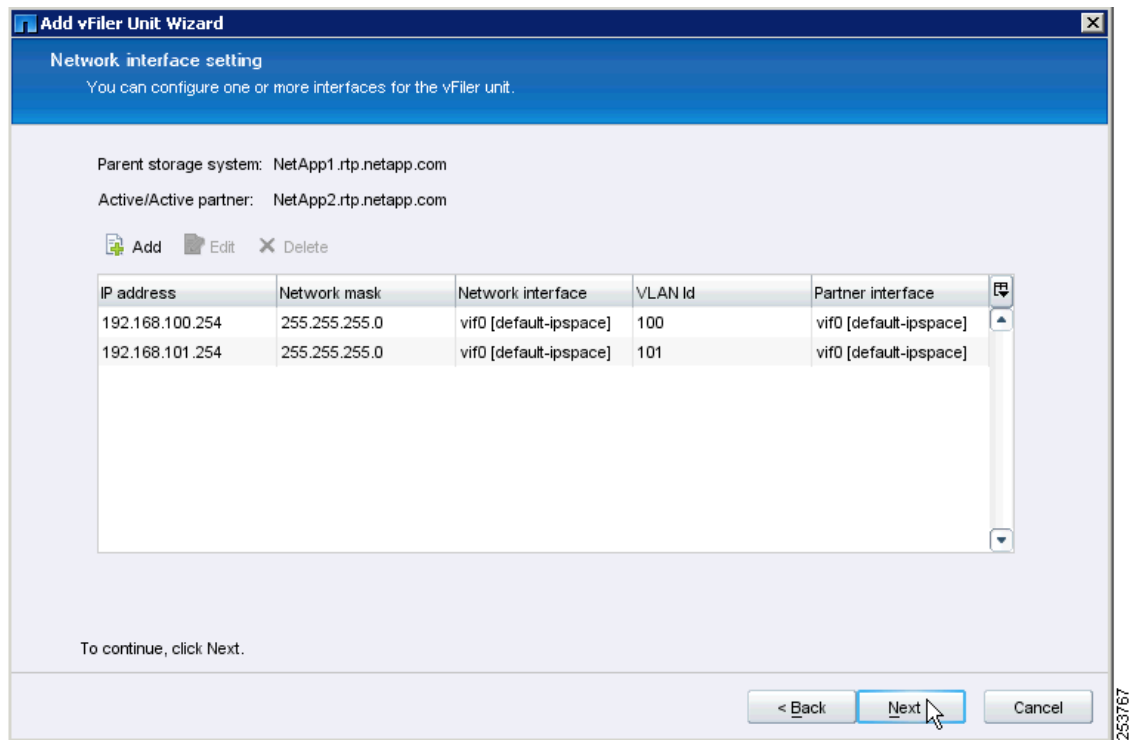 Add vFiler Unit Wizard
Network interface setting
You can configure one or more interfaces for the vFiler unit.
Parent storage system: NetApp1.rtp.netapp.com
Active/Active partner: NetApp2.rtp.netapp.com
Add Edit Delete
IP address Network mask Network interface VLAN Id Partner interface
192.168.100.254 255.255.255.0 vif0 [default-ipspace] 100 vif0 [default-ipspace]
192.168.101.254 255.255.255.0 vif0 [default-ipspace] 101 vif0 [default-ipspace]
To continue, click Next.
< Back Next Cancel
253767